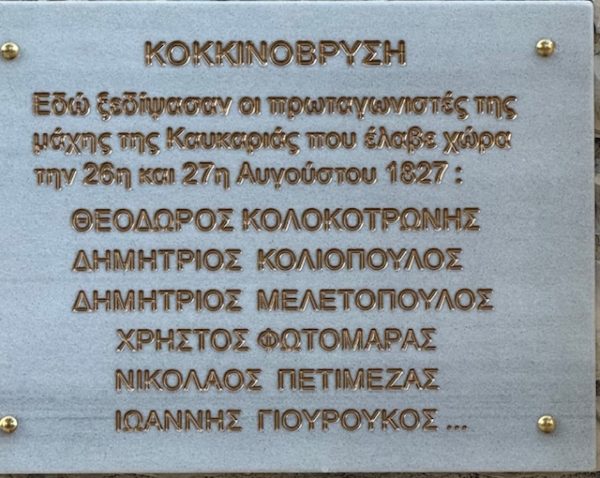 ΚΟΚΚΙΝΟΒΡΥΣΗ
Εδώ ξεδίψασαν οι πρωταγωνιστές της
μάχης της Καυκαριάς που έλαβε χώρα
την 26η και 27η Αυγούστου 1827 :
ΘΕΟΔΩΡΟΣ ΚΟΛΟΚΟΤΡΩΝΗΣ
ΔΗΜΗΤΡΙΟΣ ΚΟΛΙΟΠΟΥΛΟΣ
ΔΗΜΗΤΡΙΟΣ ΜΕΛΕΤΟΠΟΥΛΟΣ
ΧΡΗΣΤΟΣ ΦΩΤΟΜΑΡΑΣ
ΝΙΚΟΛΑΟΣ ΠΕΤΙΜΕΖΑΣ
ΙΩΑΝΝΗΣ ΓΙΟΥΡΟΥΚΟΣ ...